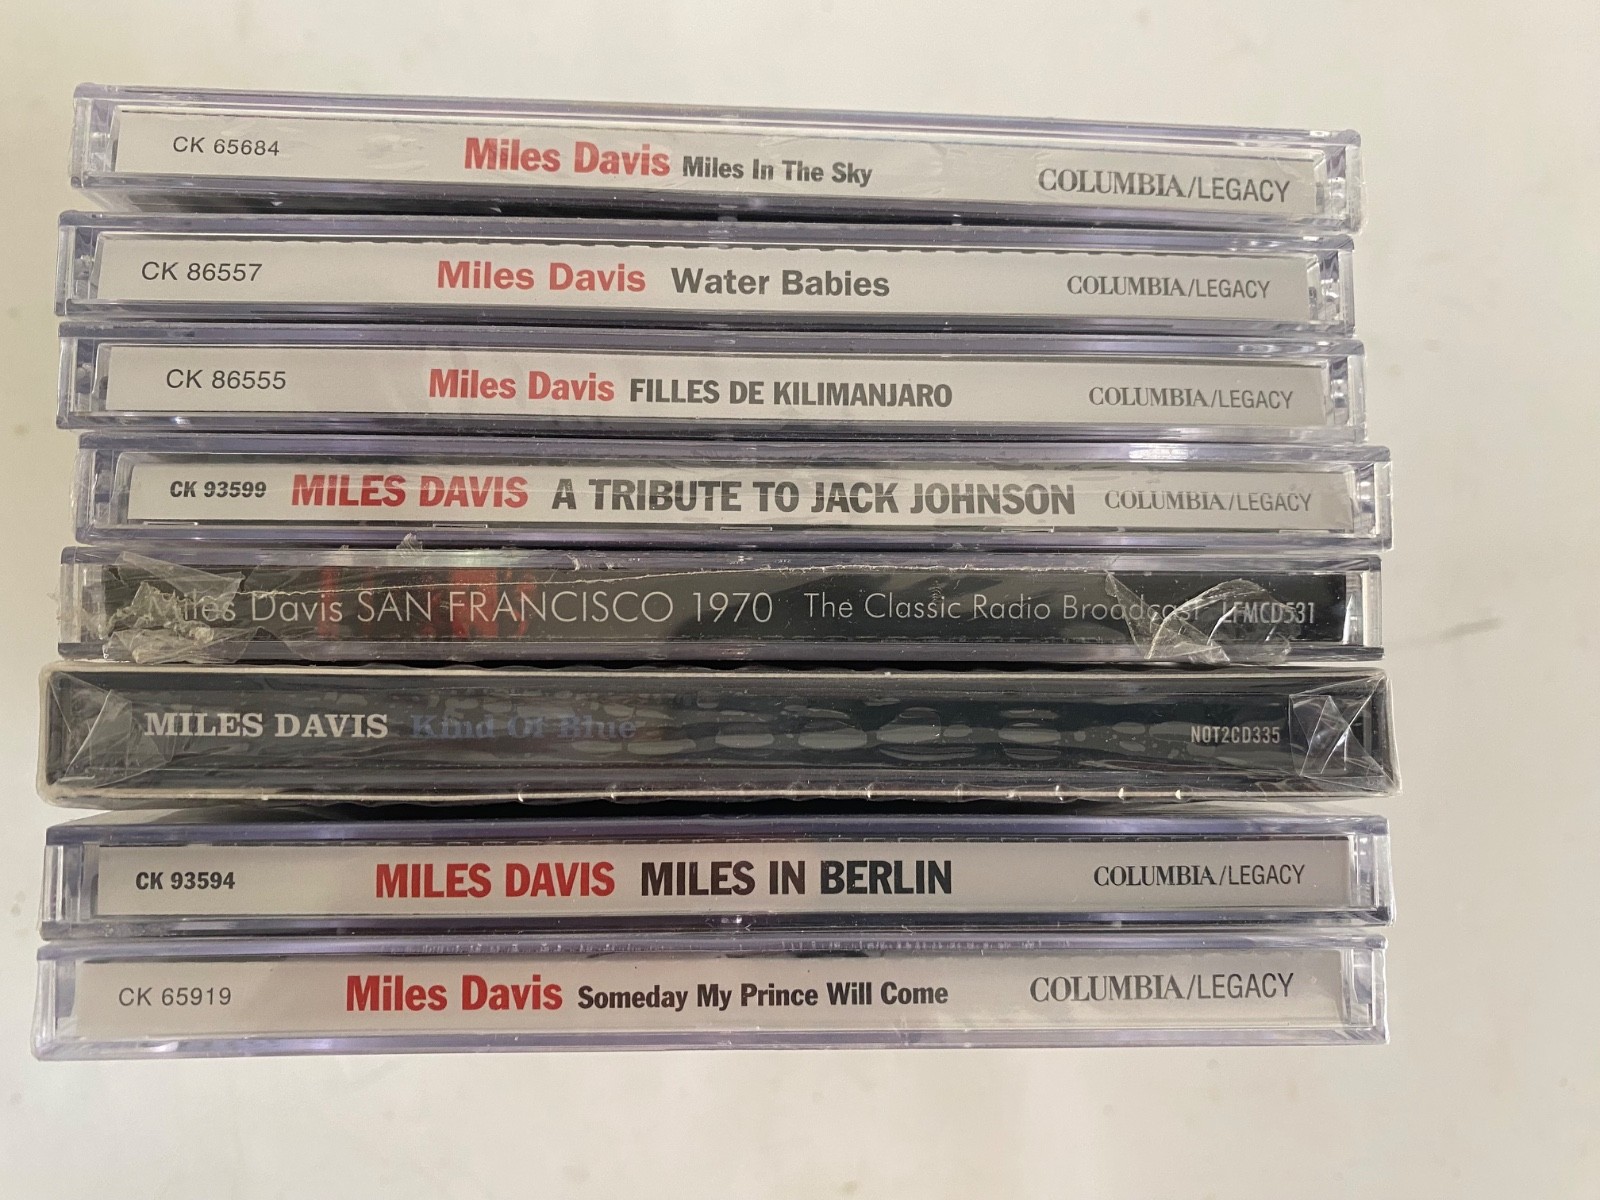 CK 65684 Miles Davis Miles In The Sky COLUMBIA/LEGACY
CK 86557 Miles Davis Water Babies COLUMBIA/LEGACY
CK 86555 Miles Davis FILLES DE KILIMANJARO COLUMBIA/LEGACY
CK 93599 MILES DAVIS A TRIBUTE TO JACK JOHNSON COLUMBIA/LEGACY
Miles Davis SAN FRANCISCO 1970 The Classic Radio Broadcast LFMCD531
MILES DAVIS Kind Of Blue NOT2CD335
CK 93594 MILES DAVIS MILES IN BERLIN COLUMBIA/LEGACY
CK 65919 Miles Davis Someday My Prince Will Come COLUMBIA/LEGACY